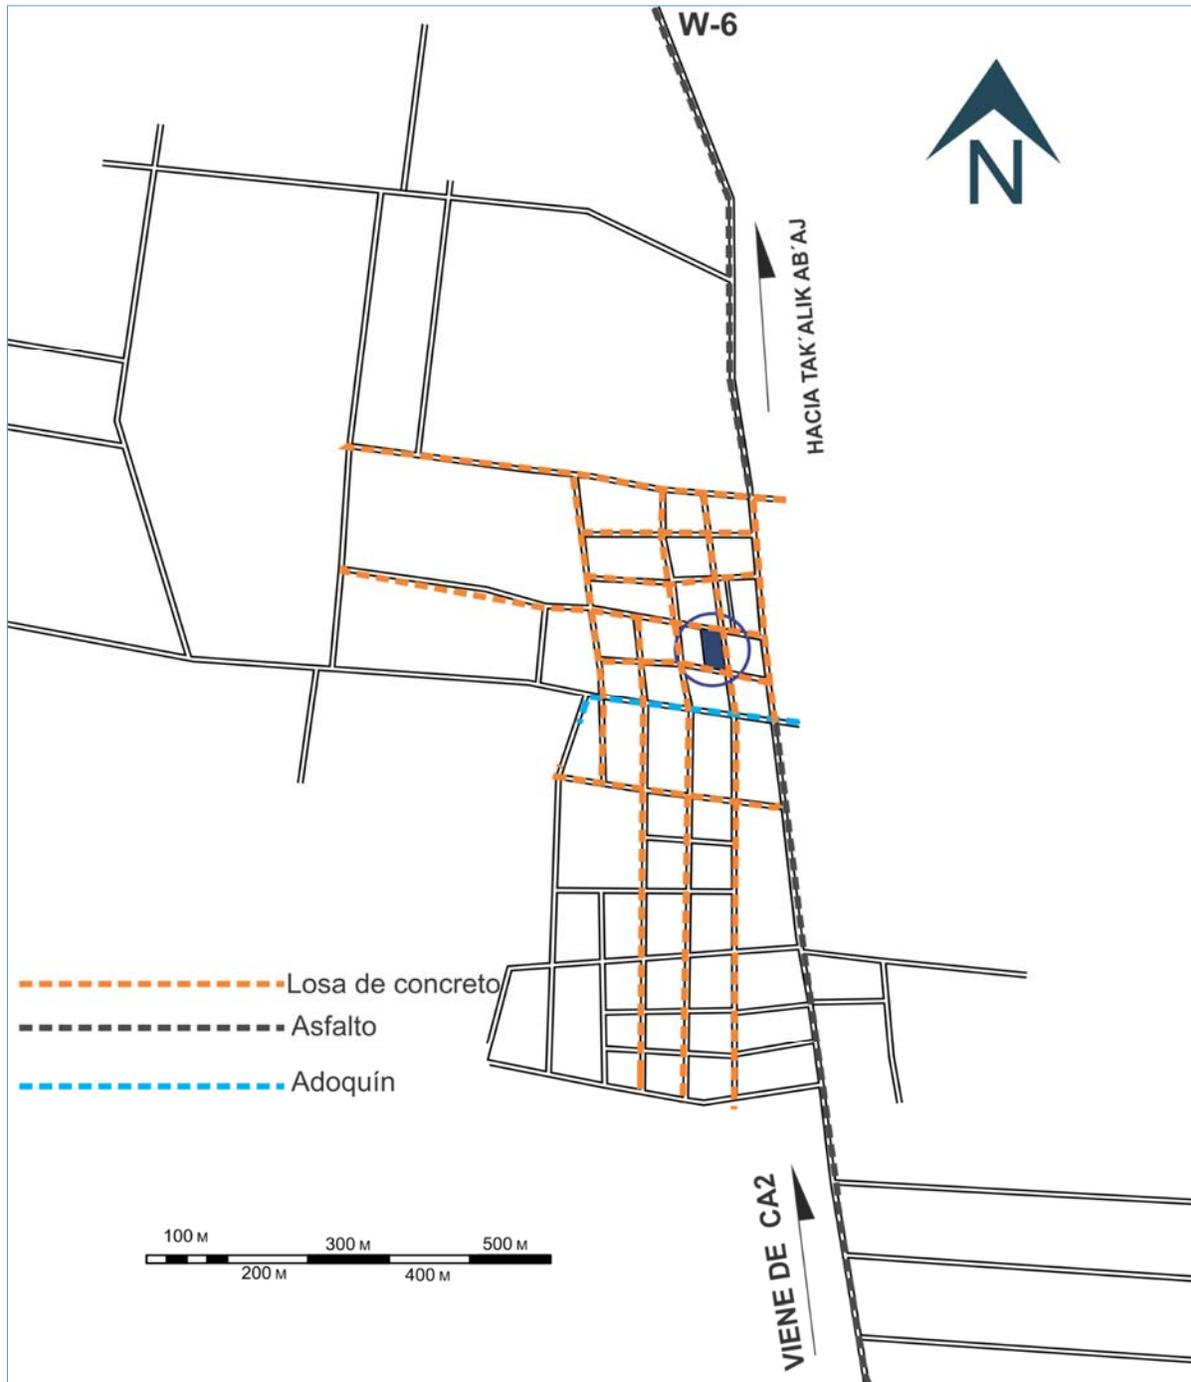 W-6
N
HACIA TAK´ALIK AB´AJ
Losa de concreto
Asfalto
Adoquín
VIENE DE CA2
100 M
300 M
500 M
200 M
400 M